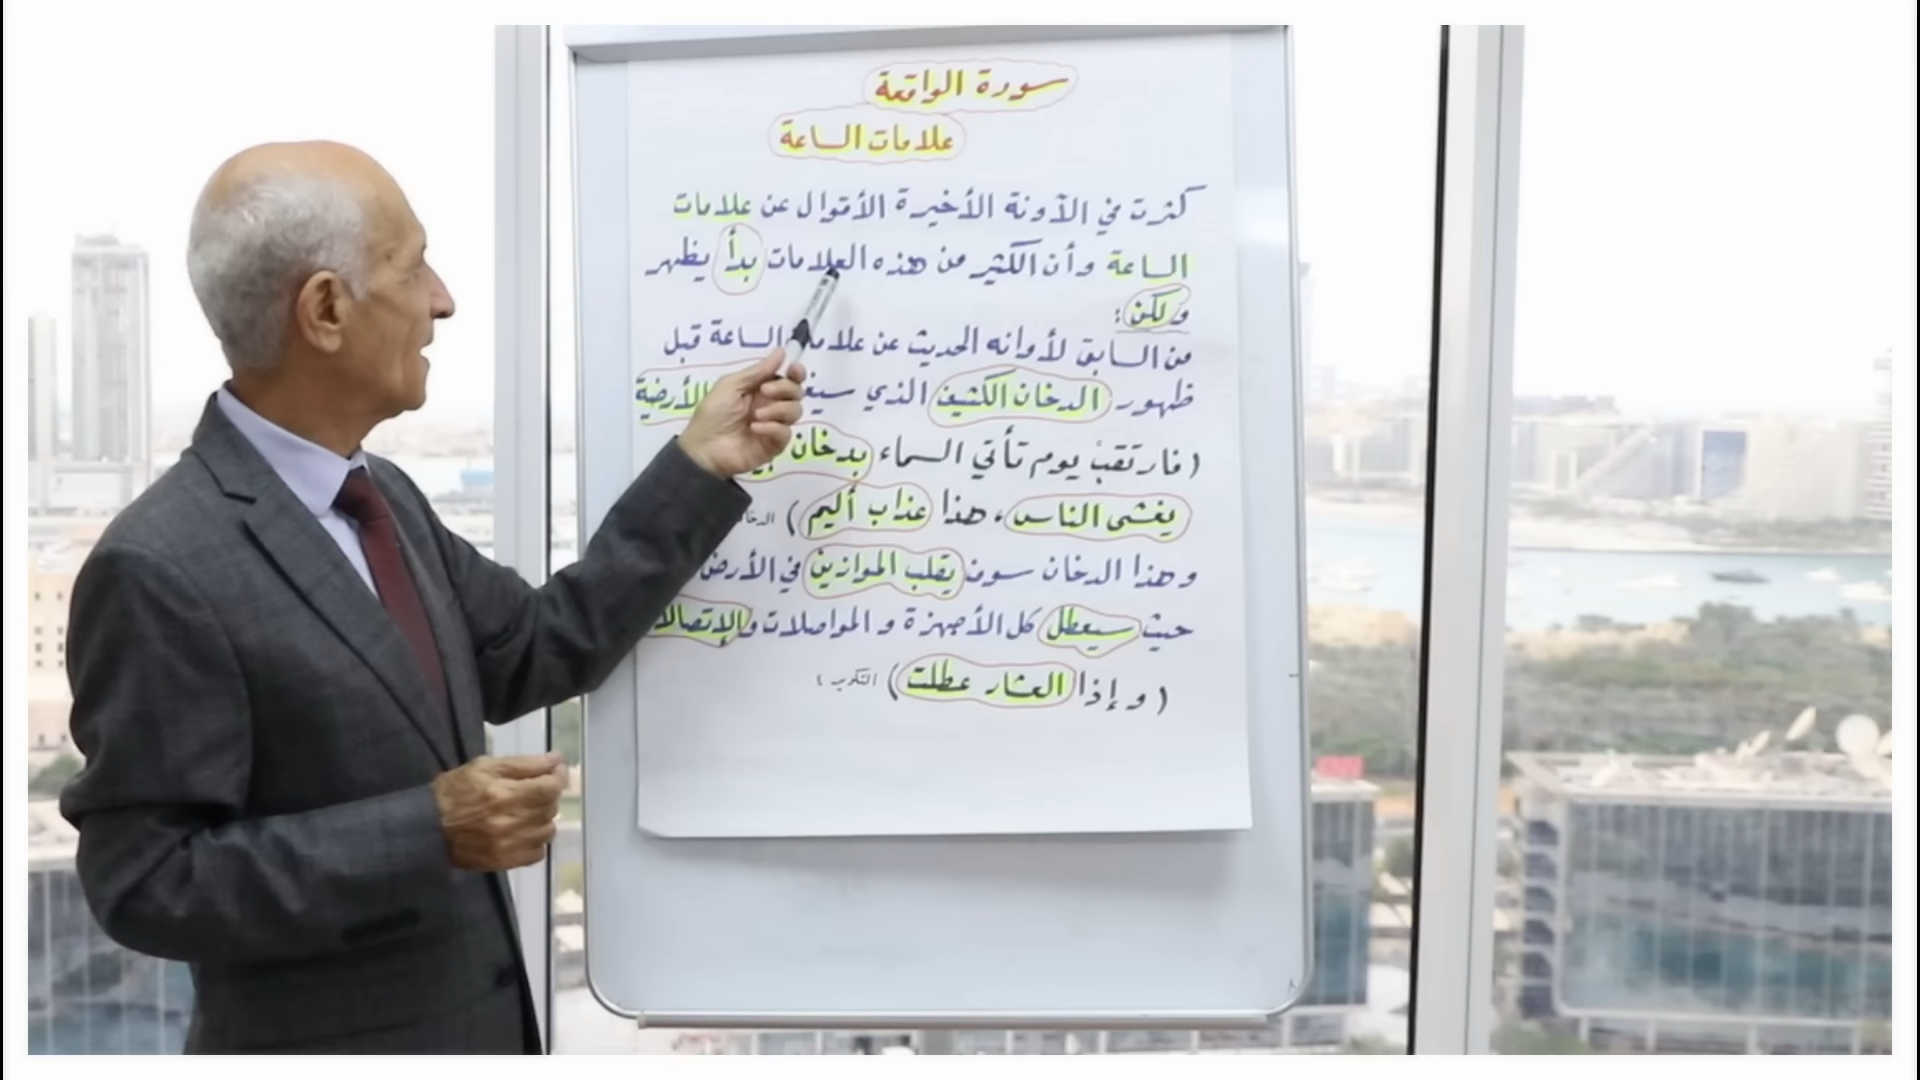 سورة الواقعة
علامات الساعة
كثرت في الآونة الأخيرة الأقوال عن علامات
الساعة وأن الكثير من هذه العلامات بدأ يظهر
ولكن :
من السابق لأوانه الحديث عن علامات الساعة قبل
ظهور الدخان الكثيف الذي الأرضية
( فارتقب يوم تأتي السماء بدخان
يغشى الناس، هذا عذاب أليم )
وهذا الدخان سوف يقلب الموازين في الأرض
حيث سيعطل كل الأجهزة و المواصلات والإتصالات
( وإذا العشار عطلت ) التكوير ٤